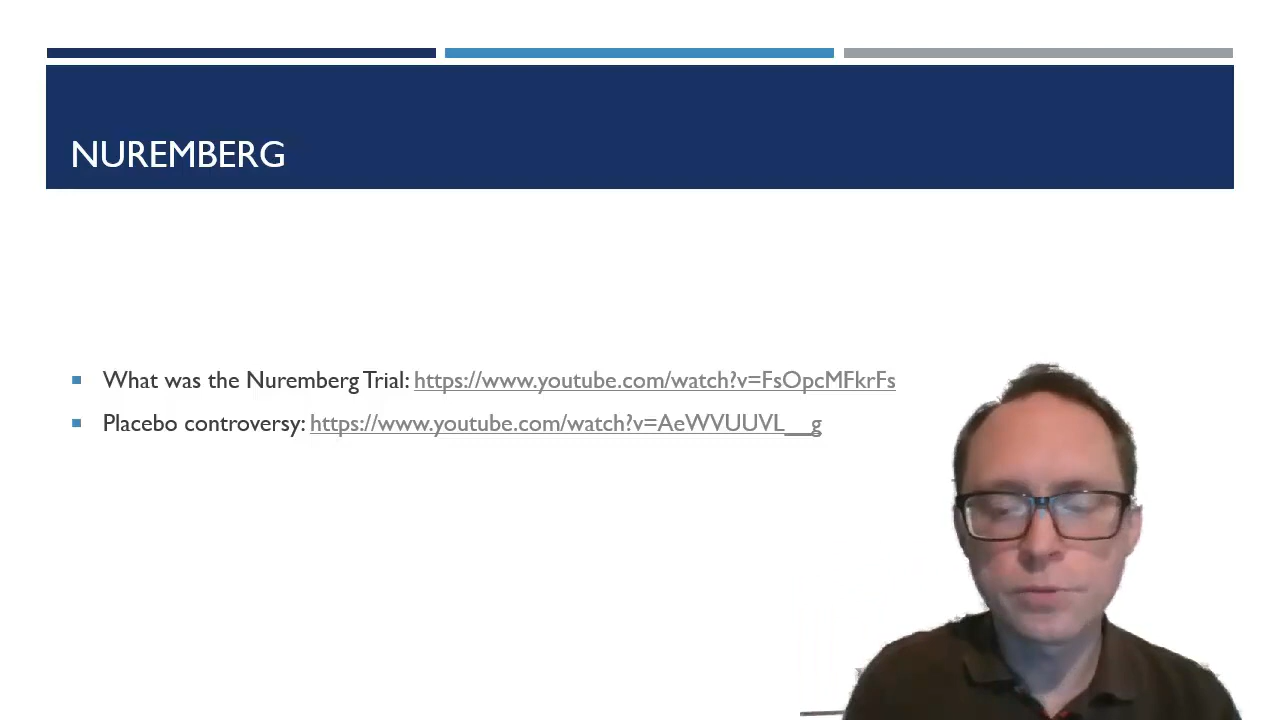 NUREMBERG
What was the Nuremberg Trial: https://www.youtube.com/watch?v=FsOpcMFkrFs
Placebo controversy: https://www.youtube.com/watch?v=AeWVUUVL__g